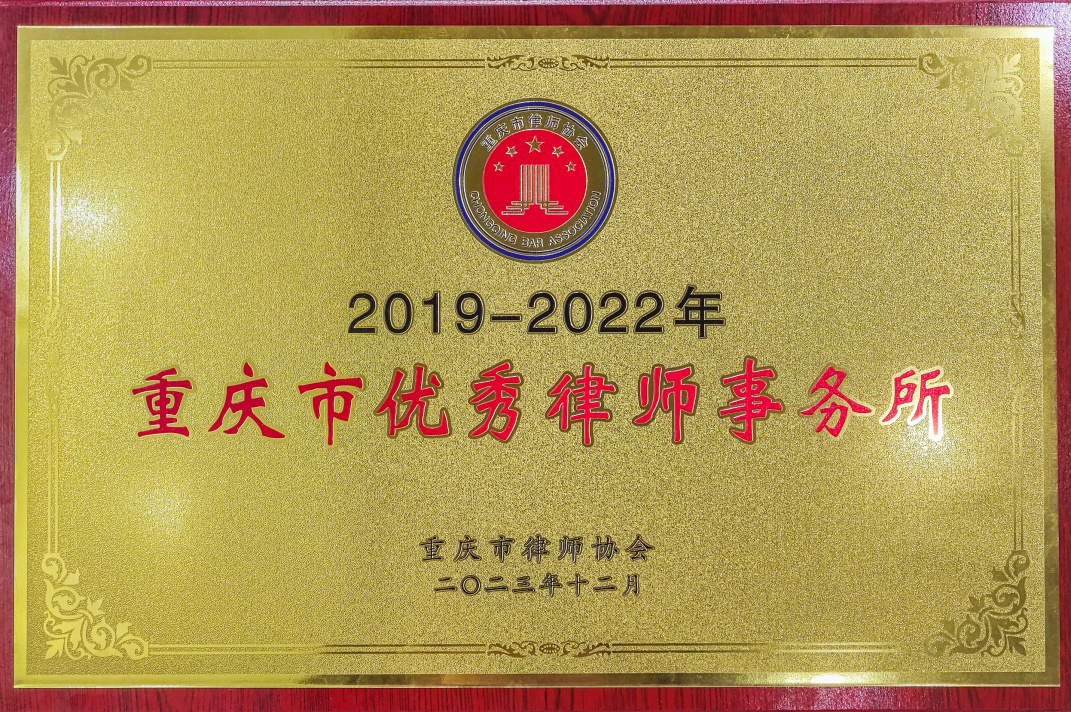 重庆市律师协会
CHONGQING BAR ASSOCIATION
2019-2022年
重庆市优秀律师事务所
重庆市律师协会
二〇二三年十二月